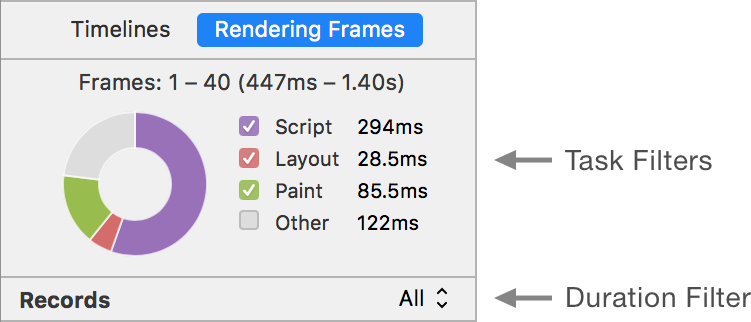 Timelines Rendering Frames
Frames: 1 – 40 (447ms – 1.40s)
Script 294ms
Layout 28.5ms
Paint 85.5ms
Other 122ms
Task Filters
Records All
Duration Filter